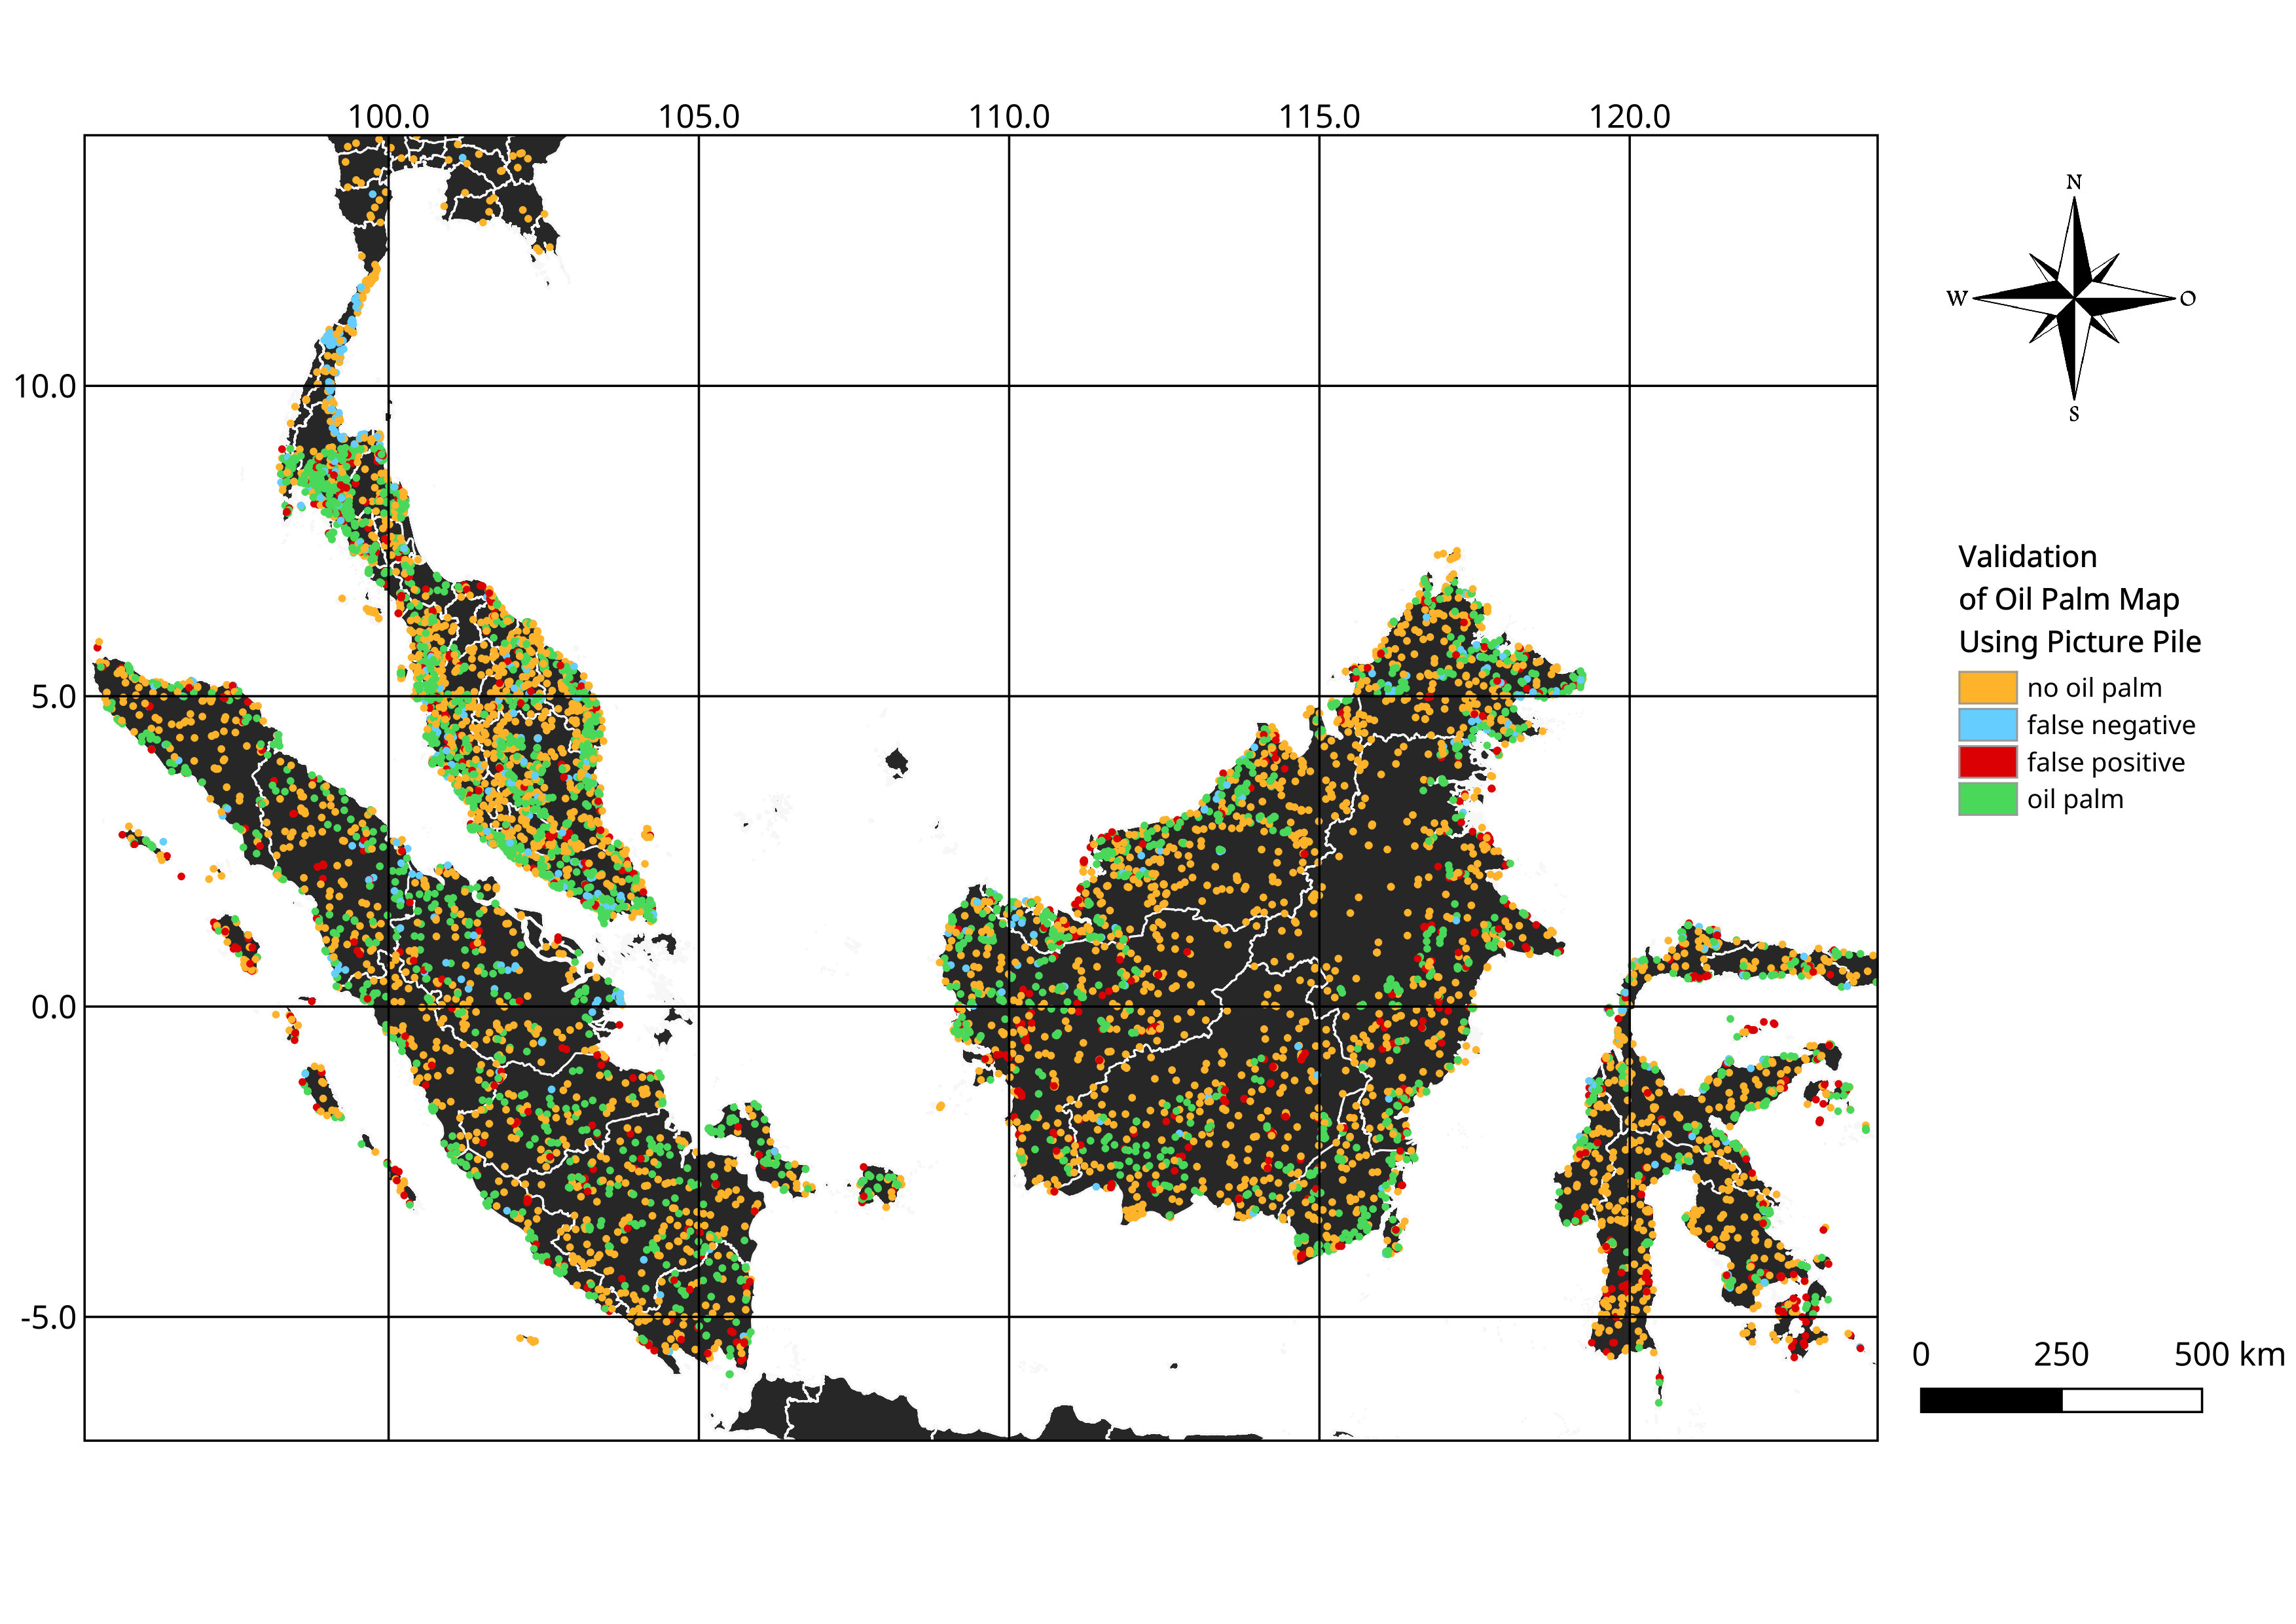 100.0 105.0 110.0 115.0 120.0
N
W O
S
10.0
5.0
0.0
-5.0
Validation
of Oil Palm Map
Using Picture Pile
no oil palm
false negative
false positive
oil palm
0 250 500 km